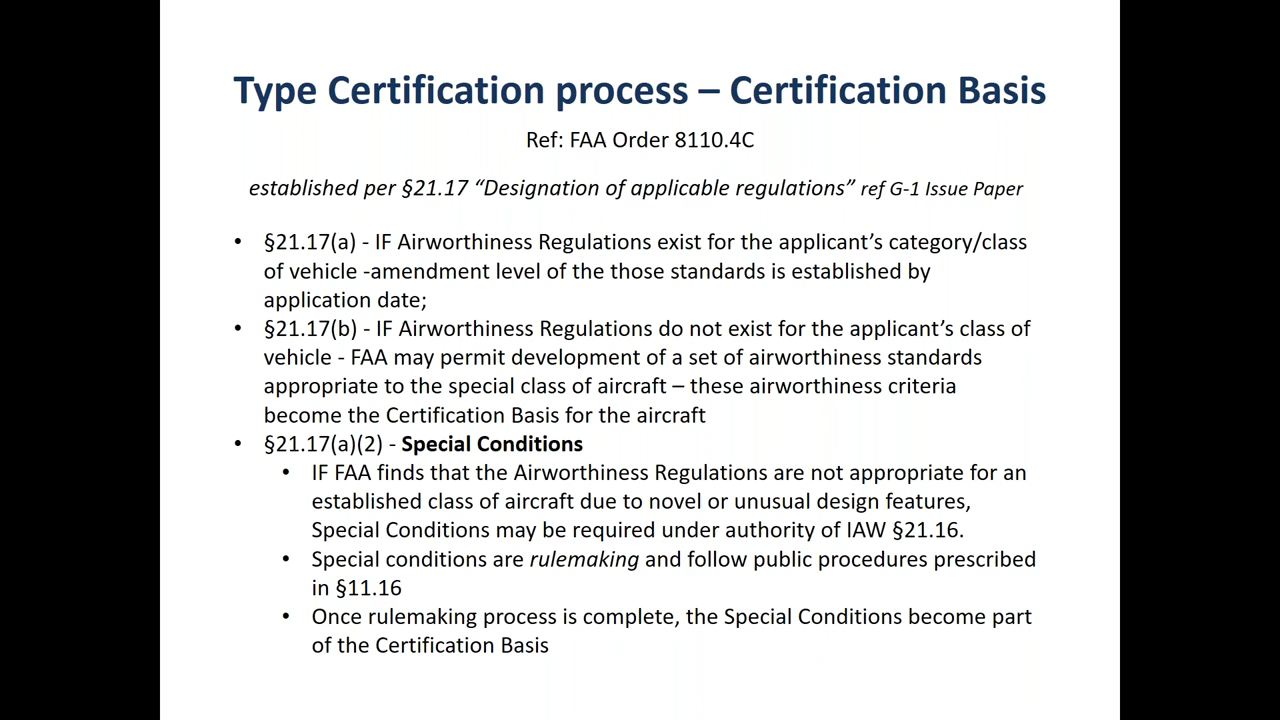 Type Certification process – Certification Basis
Ref: FAA Order 8110.4C
established per §21.17 “Designation of applicable regulations” ref G-1 Issue Paper
• §21.17(a) - IF Airworthiness Regulations exist for the applicant’s category/class
of vehicle -amendment level of the those standards is established by
application date;
• §21.17(b) - IF Airworthiness Regulations do not exist for the applicant’s class of
vehicle - FAA may permit development of a set of airworthiness standards
appropriate to the special class of aircraft – these airworthiness criteria
become the Certification Basis for the aircraft
• §21.17(a)(2) - Special Conditions
• IF FAA finds that the Airworthiness Regulations are not appropriate for an
established class of aircraft due to novel or unusual design features,
Special Conditions may be required under authority of IAW §21.16.
• Special conditions are rulemaking and follow public procedures prescribed
in §11.16
• Once rulemaking process is complete, the Special Conditions become part
of the Certification Basis